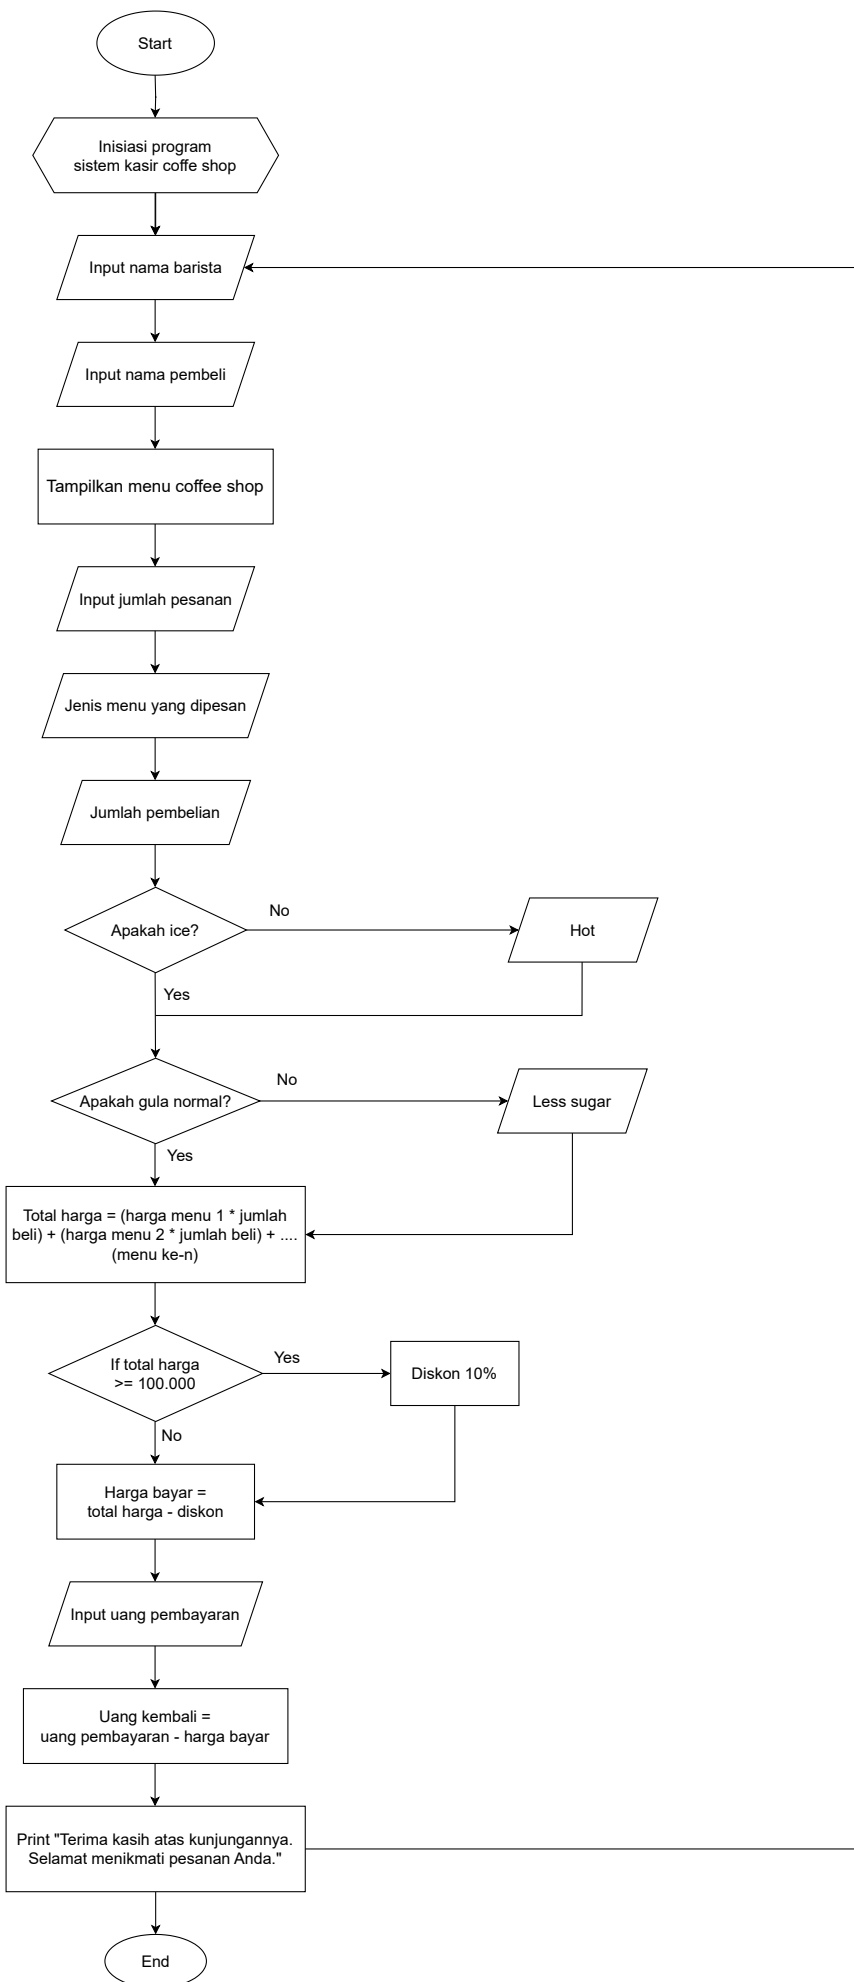 Start
Inisiasi program
sistem kasir coffe shop
Input nama barista
Input nama pembeli
Tampilkan menu coffee shop
Input jumlah pesanan
Jenis menu yang dipesan
Jumlah pembelian
Apakah ice?
No
Hot
Yes
Apakah gula normal?
No
Less sugar
Yes
Total harga = (harga menu 1 * jumlah
beli) + (harga menu 2 * jumlah beli) + ....
(menu ke-n)
If total harga
>= 100.000
Yes
Diskon 10%
No
Harga bayar =
total harga - diskon
Input uang pembayaran
Uang kembali =
uang pembayaran - harga bayar
Print "Terima kasih atas kunjungannya.
Selamat menikmati pesanan Anda."
End